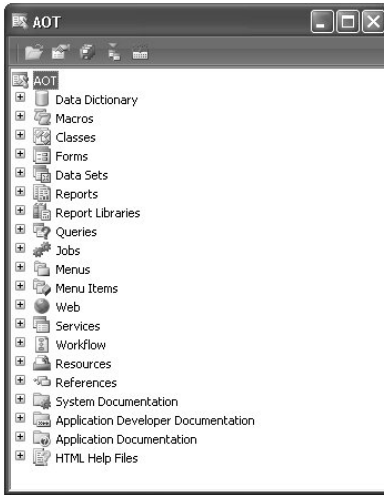 AOT
AOT
Data Dictionary
Macros
Classes
Forms
Data Sets
Reports
Report Libraries
Queries
Jobs
Menus
Menu Items
Web
Services
Workflow
Resources
References
System Documentation
Application Developer Documentation
Application Documentation
HTML Help Files